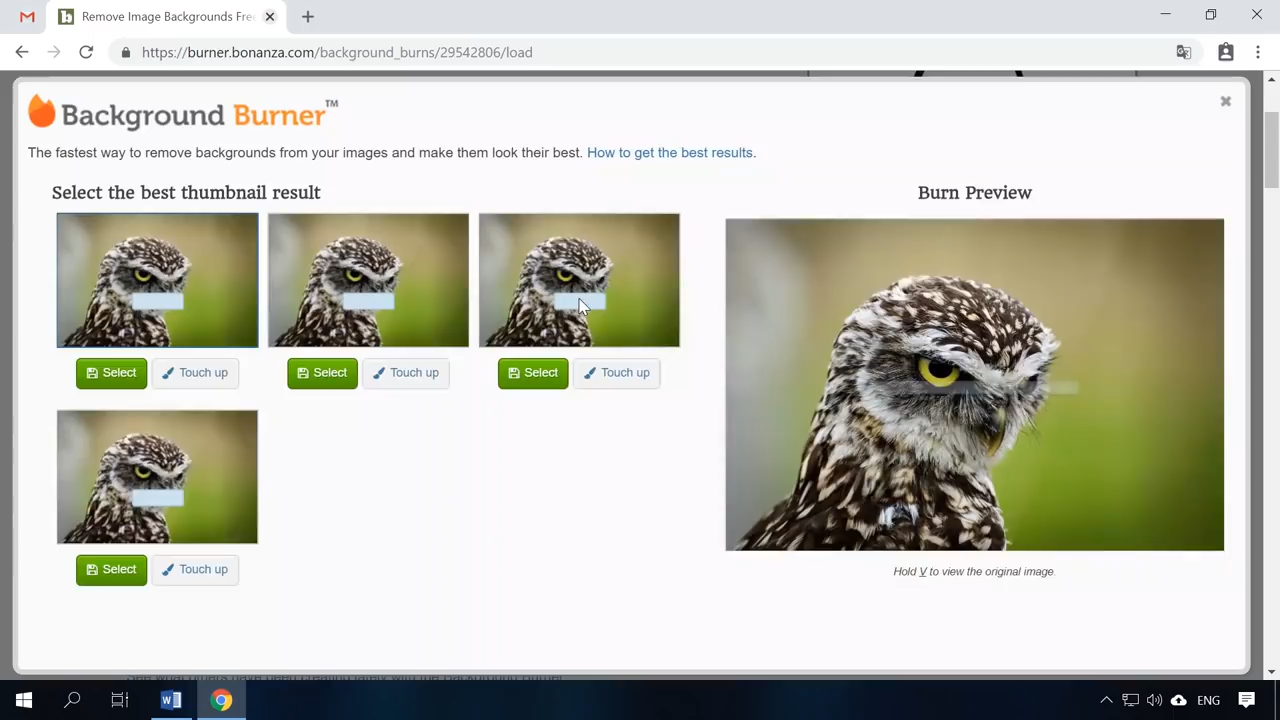 Remove Image Backgrounds Free
https://burner.bonanza.com/background_burns/29542806/load
Background Burner™
The fastest way to remove backgrounds from your images and make them look their best. How to get the best results.
Select the best thumbnail result
Burn Preview
Select Touch up Select Touch up Select Touch up
Select Touch up
Hold V to view the original image.
ENG